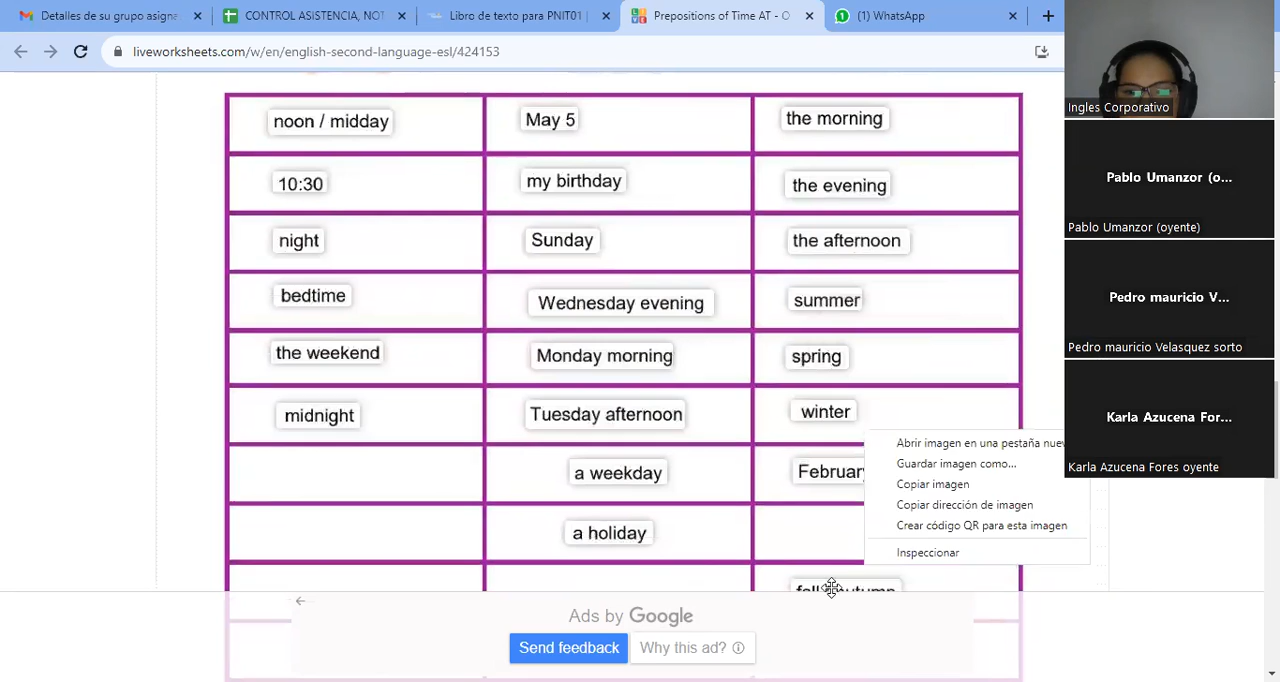 Detalles de su grupo asigna
CONTROL ASISTENCIA, NOT
Libro de texto para PNIT01 |
Prepositions of Time AT - O
(1) WhatsApp
liveworksheets.com/w/en/english-second-language-esl/424153
Ingles Corporativo
noon / midday
May 5
the morning
10:30
my birthday
the evening
Pablo Umanzor (o...
Pablo Umanzor (oyente)
night
Sunday
the afternoon
bedtime
Wednesday evening
summer
Pedro mauricio V...
Pedro mauricio Velasquez sorto
the weekend
Monday morning
spring
midnight
Tuesday afternoon
winter
Karla Azucena For...
Karla Azucena Fores oyente
a weekday
February
Abrir imagen en una pestaña nuev
Guardar imagen como...
Copiar imagen
Copiar dirección de imagen
Crear código QR para esta imagen
Inspeccionar
a holiday
Ads by Google
Send feedback
Why this ad?